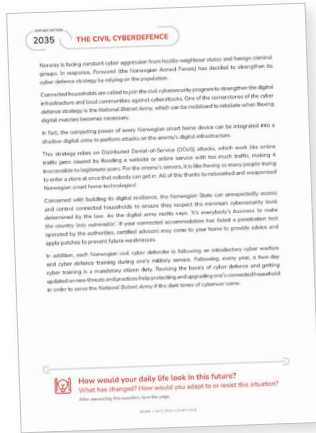 FUTURE FICTION
2035
THE CIVIL CYBERDEFENCE
Norway is facing constant cyber aggression from hostile neighbour states and foreign criminal
groups. In response, Forsvaret (the Norwegian Armed Forces) has decided to strengthen its
cyber defence strategy by relying on the population.
Connected households are called to join the civil cybersecurity program to strengthen the digital
infrastructure and local communities against cyberattacks. One of the cornerstones of the cyber
defence strategy is the National Botnet Army, which can be mobilised to retaliate when flexing
digital muscles becomes necessary.
In fact, the computing power of every Norwegian smart home device can be integrated into a
shadow digital army to perform attacks on the enemy's digital infrastructure.
This strategy relies on Distributed Denial-of-Service (DDoS) attacks, which work like online
traffic jams caused by flooding a website or online service with too much traffic, making it
inaccessible to legitimate users. For the enemy's servers, it is like having so many people trying
to enter a store at once that nobody can get in. All of this thanks to networked and weaponised
Norwegian smart home technologies!
Concerned with building its digital resilience, the Norwegian State can unexpectedly assess
and control connected households to ensure they respect the minimum cybersecurity level
determined by the law. As the digital army motto says: 'It's everybody's business to make
the country less vulnerable'. If your connected accommodation has failed a penetration test
operated by the authorities, certified advisors may come to your home to provide advice and
apply patches to prevent future weaknesses.
In addition, each Norwegian civil cyber defender is following an introductory cyber warfare
and cyber defence training during one's military service. Following, every year, a two-day
cyber training is a mandatory citizen duty. Revising the basics of cyber defence and getting
updated on new threats and practices help protecting and upgrading one's connected household
in order to serve the National Botnet Army if the dark times of cyberwar come.
How would your daily life look in this future?
What has changed? How would you adapt to or resist this situation?
After answering this question, turn the page.